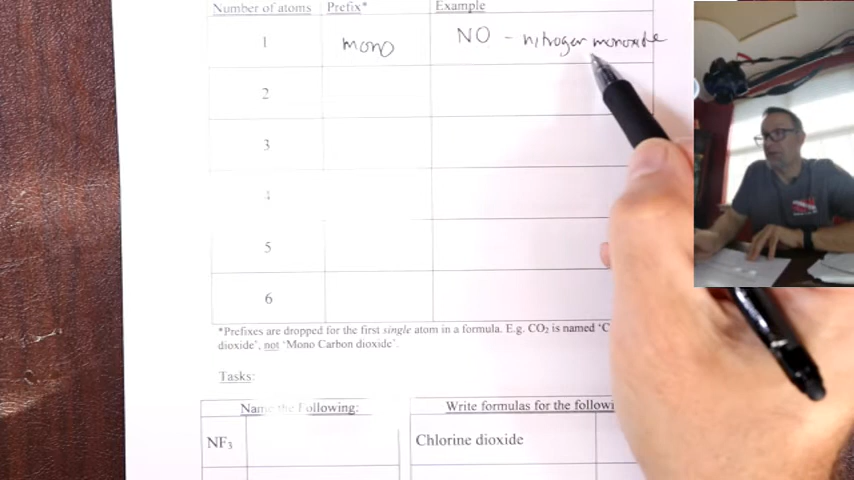 Number of atoms Prefix* Example
1 mono NO - nitrogen monoxide
2
3
4
5
6
*Prefixes are dropped for the first single atom in a formula. E.g. CO₂ is named 'C
dioxide', not 'Mono Carbon dioxide'.
Tasks:
Name the Following: Write formulas for the followi
NF₃ Chlorine dioxide